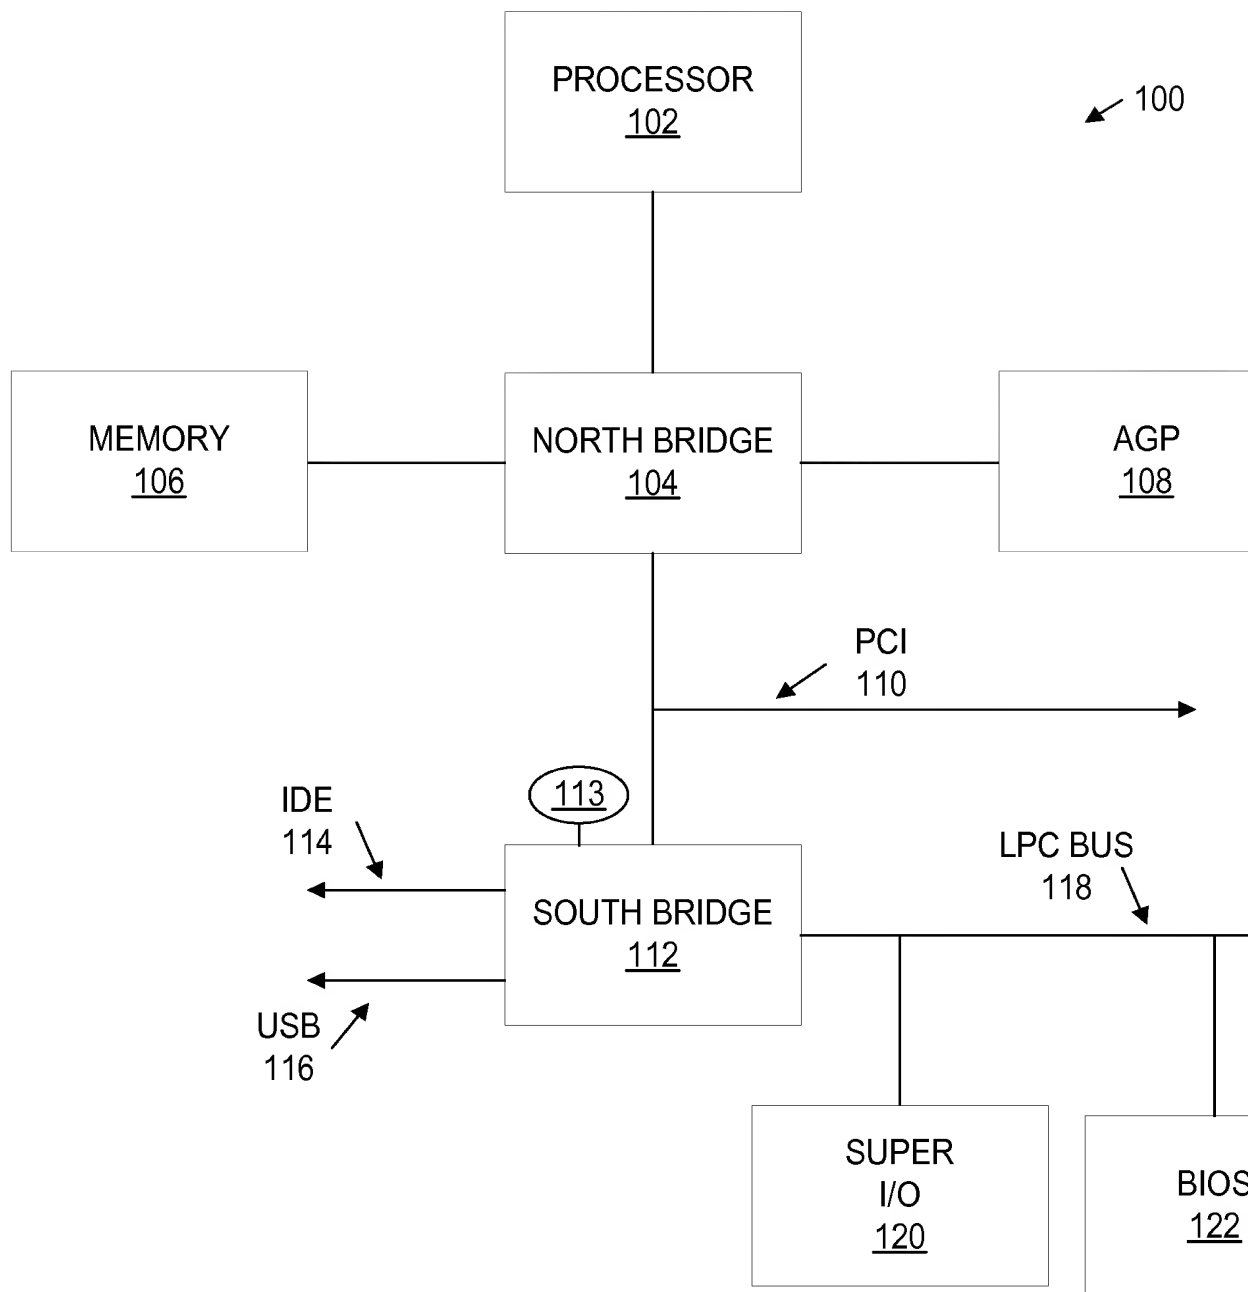 PROCESSOR
102
100
MEMORY
106
NORTH BRIDGE
104
AGP
108
PCI
110
113
IDE
114
LPC BUS
118
SOUTH BRIDGE
112
USB
116
SUPER
I/O
120
BIOS
122